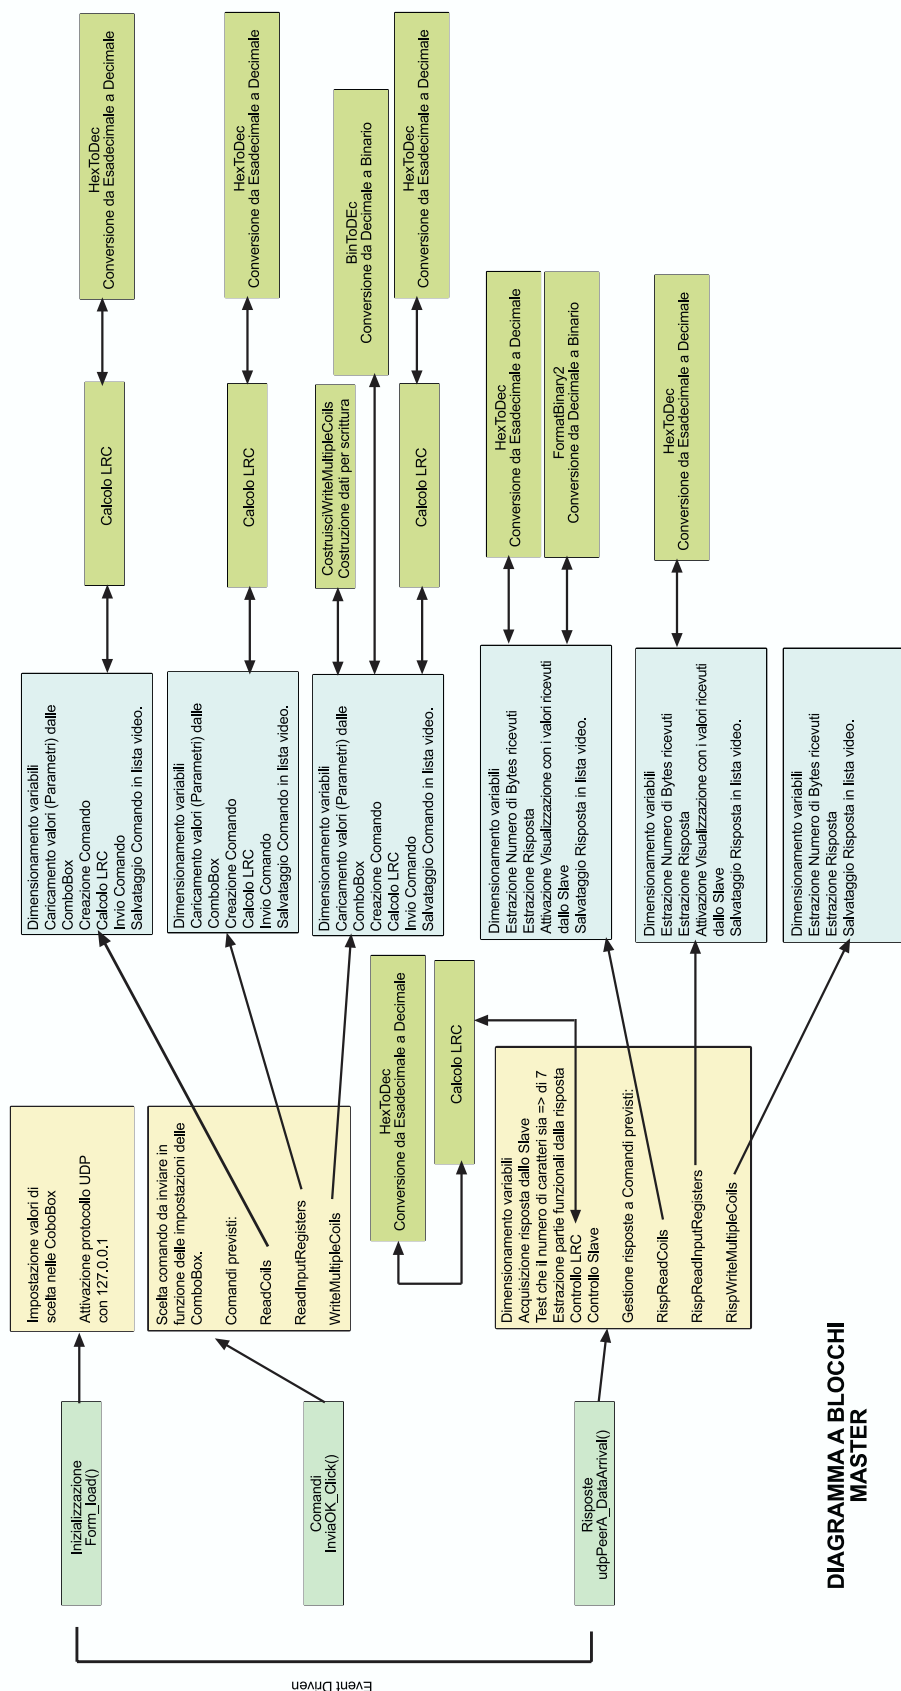 Event Driven
Inizializzazione
Form_load()
Comandi
InviaOK_Click()
Risposte
udpPeerA_DataArrival()
Impostazione valori di
scelta nelle CoboBox
Attivazione protocollo UDP
con 127.0.0.1
Scelta comando da inviare in
funzione delle impostazioni delle
ComboBox.
Comandi previsti:
ReadCoils
ReadInputRegisters
WriteMultipleCoils
HexToDec
Conversione da Esadecimale a Decimale
Calcolo LRC
Dimensionamento variabili
Acquisizione risposta dallo Slave
Test che il numero di caratteri sia => di 7
Estrazione partie funzionali dalla risposta
Controllo LRC
Controllo Slave
Gestione risposte a Comandi previsti:
RispReadCoils
RispReadInputRegisters
RispWriteMultipleCoils
Dimensionamento variabili
Caricamento valori (Parametri) dalle
ComboBox
Creazione Comando
Calcolo LRC
Invio Comando
Salvataggio Comando in lista video.
Dimensionamento variabili
Caricamento valori (Parametri) dalle
ComboBox
Creazione Comando
Calcolo LRC
Invio Comando
Salvataggio Comando in lista video.
Dimensionamento variabili
Caricamento valori (Parametri) dalle
ComboBox
Creazione Comando
Calcolo LRC
Invio Comando
Salvataggio Comando in lista video.
Dimensionamento variabili
Estrazione Numero di Bytes ricevuti
Estrazione Risposta
Attivazione Visualizzazione con i valori ricevuti
dallo Slave
Salvataggio Risposta in lista video.
Dimensionamento variabili
Estrazione Numero di Bytes ricevuti
Estrazione Risposta
Attivazione Visualizzazione con i valori ricevuti
dallo Slave
Salvataggio Risposta in lista video.
Dimensionamento variabili
Estrazione Numero di Bytes ricevuti
Estrazione Risposta
Salvataggio Risposta in lista video.
Calcolo LRC
HexToDec
Conversione da Esadecimale a Decimale
Calcolo LRC
HexToDec
Conversione da Esadecimale a Decimale
CostruisciWriteMultipleCoils
Costruzione dati per scrittura
BinToDEc
Conversione da Decimale a Binario
Calcolo LRC
HexToDec
Conversione da Esadecimale a Decimale
HexToDec
Conversione da Esadecimale a Decimale
FormatBinary2
Conversione da Decimale a Binario
HexToDec
Conversione da Esadecimale a Decimale
DIAGRAMMA A BLOCCHI
MASTER